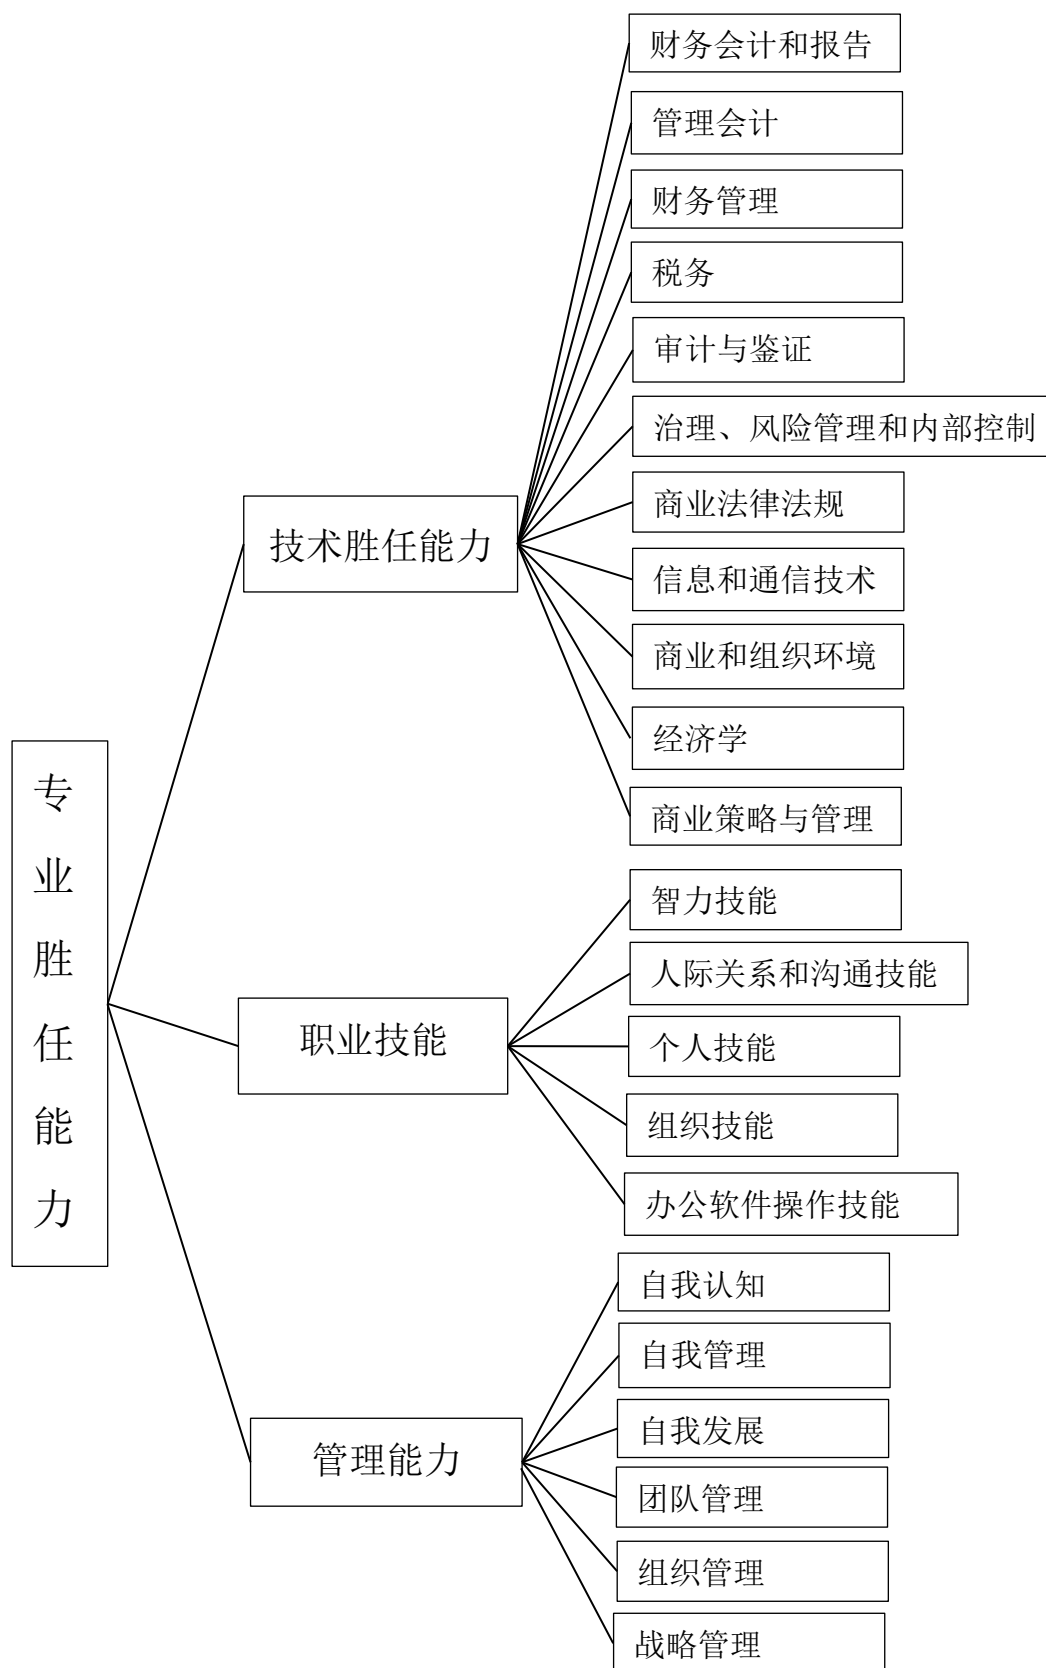 专业胜任能力
技术胜任能力
财务会计和报告
管理会计
财务管理
税务
审计与鉴证
治理、风险管理和内部控制
商业法律法规
信息和通信技术
商业和组织环境
经济学
商业策略与管理
职业技能
智力技能
人际关系和沟通技能
个人技能
组织技能
办公软件操作技能
管理能力
自我认知
自我管理
自我发展
团队管理
组织管理
战略管理